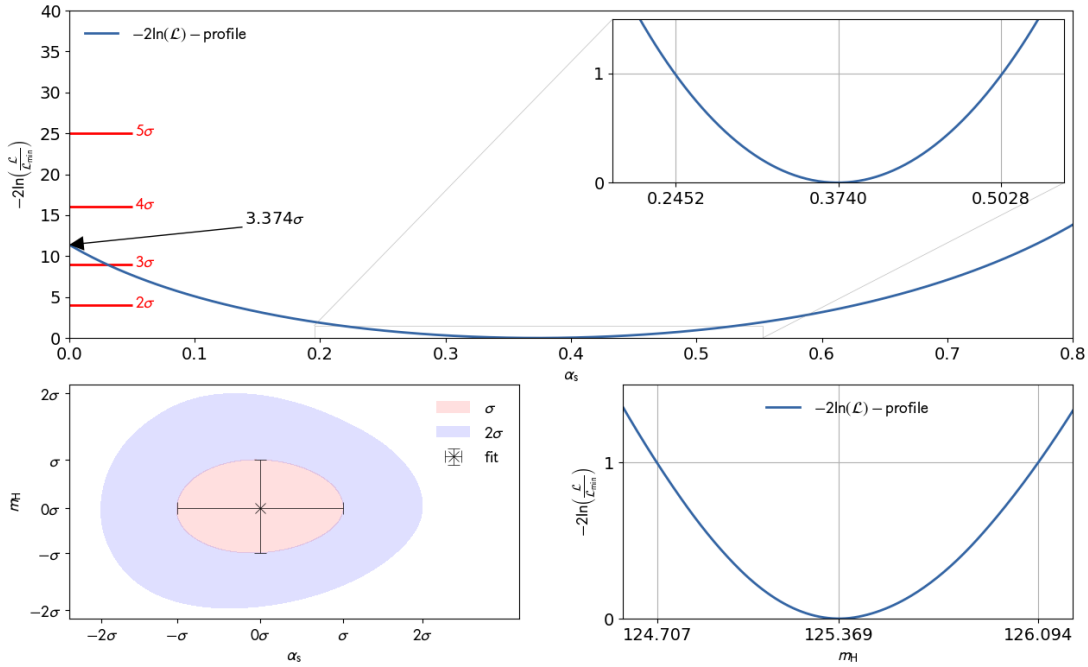 40
35
30
25
20
15
10
5
0
−2ln(ℒ/ℒmin)
−2ln(ℒ) − profile
5σ
4σ
3σ
2σ
3.374σ
0.0 0.1 0.2 0.3 0.4 0.5 0.6 0.7 0.8
αs
1
0
0.2452 0.3740 0.5028
2σ
σ
0σ
−σ
−2σ
mH
σ
2σ
fit
−2σ −σ 0σ σ 2σ
αs
−2ln(ℒ/ℒmin)
−2ln(ℒ) − profile
1
0
124.707 125.369 126.094
mH